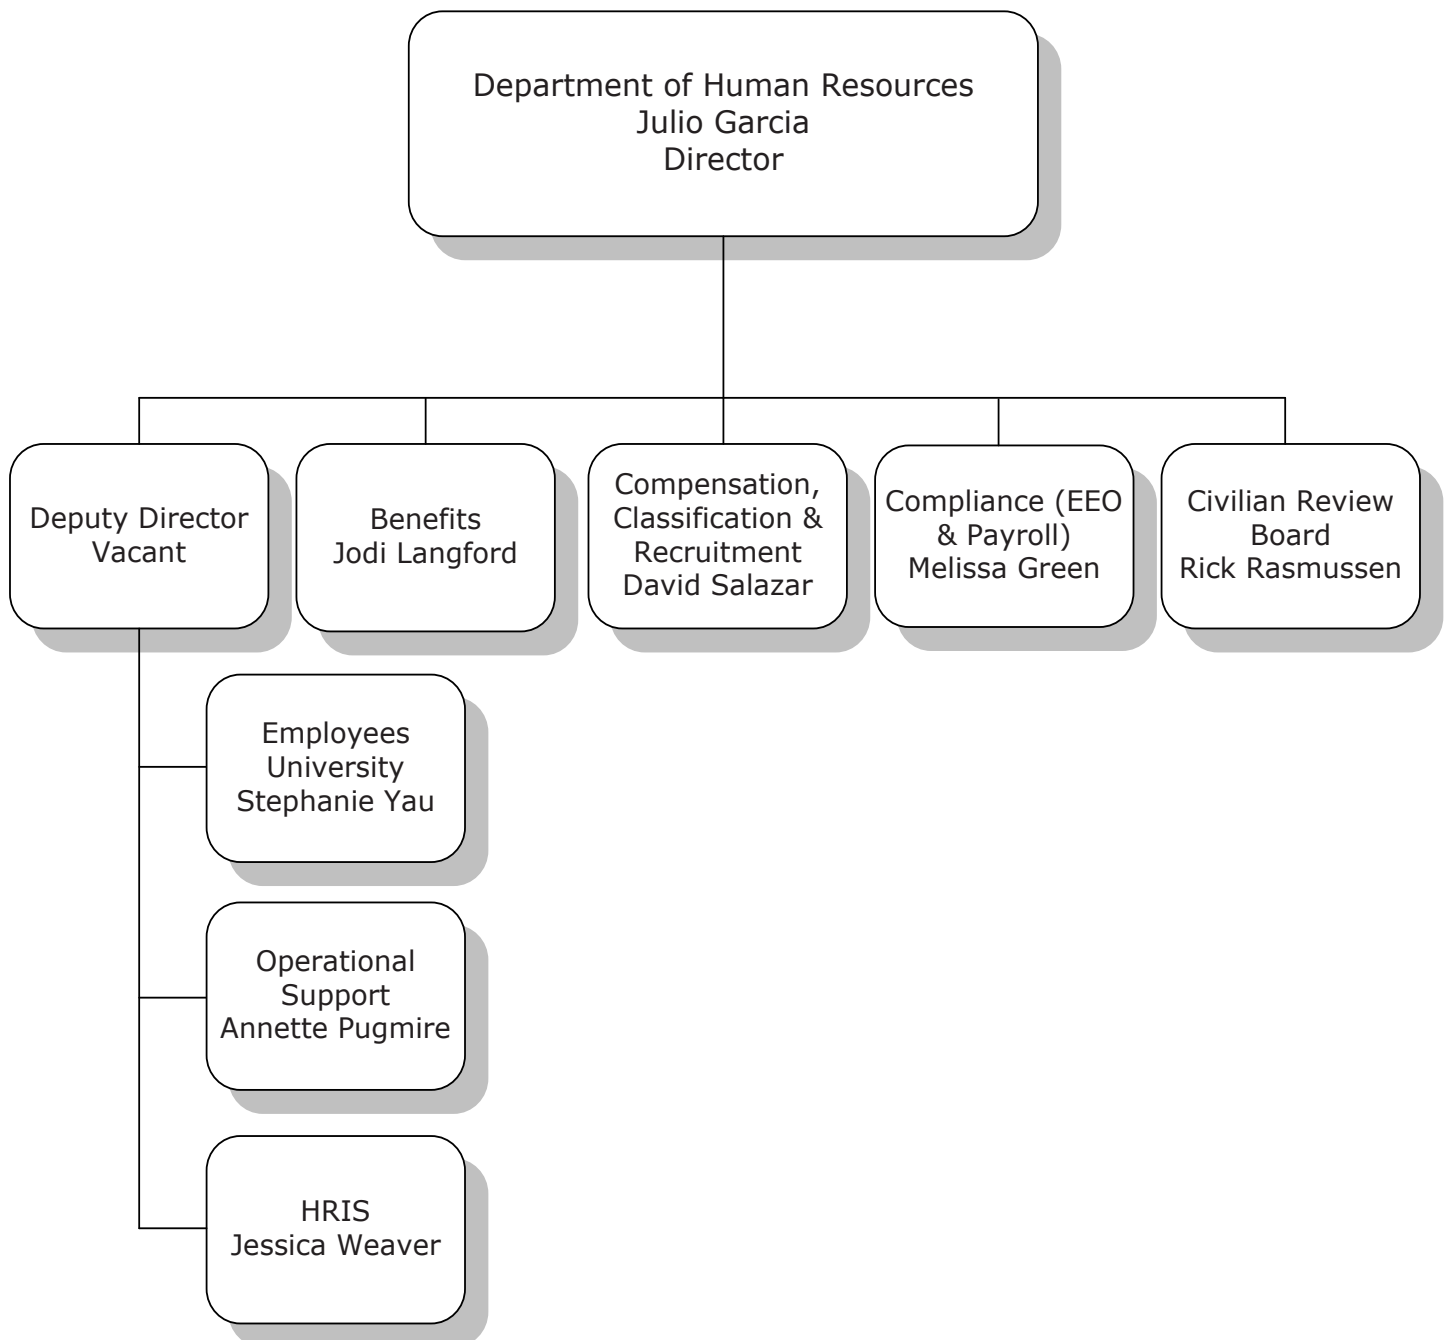 Department of Human Resources
Julio Garcia
Director
Deputy Director
Vacant
Benefits
Jodi Langford
Compensation,
Classification &
Recruitment
David Salazar
Compliance (EEO
& Payroll)
Melissa Green
Civilian Review
Board
Rick Rasmussen
Employees
University
Stephanie Yau
Operational
Support
Annette Pugmire
HRIS
Jessica Weaver